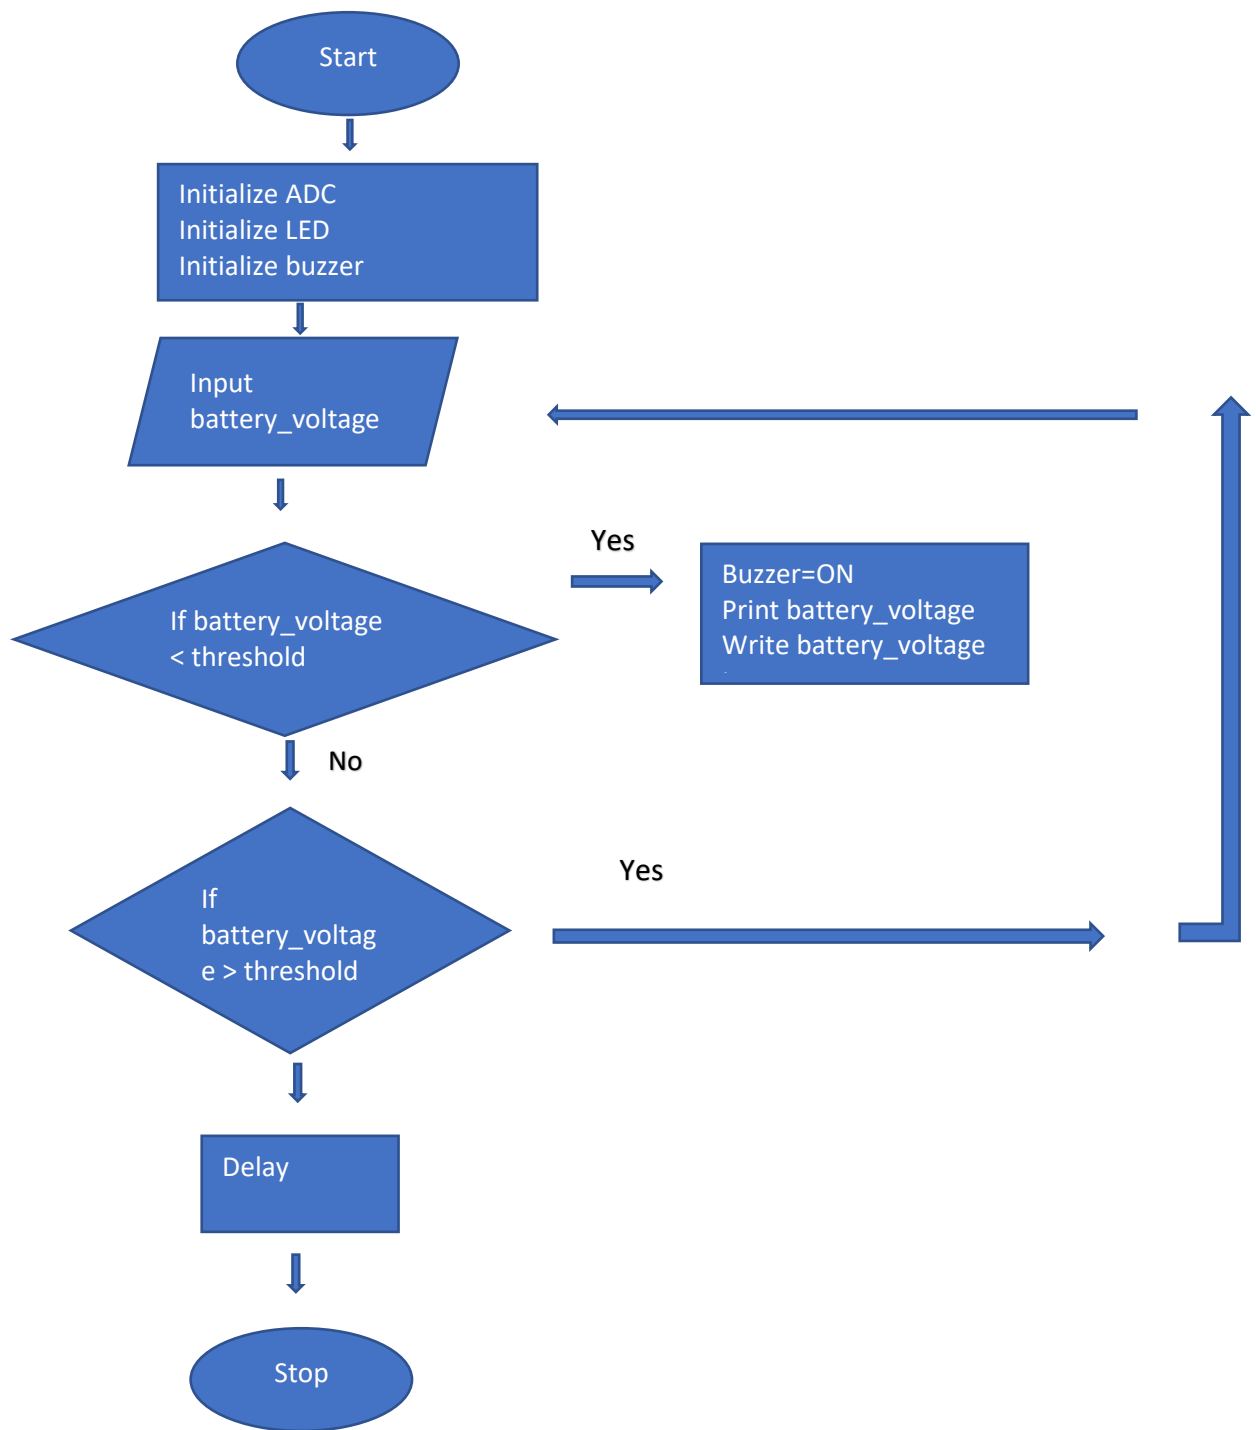 Start
Initialize ADC
Initialize LED
Initialize buzzer
Input
battery_voltage
Yes
If battery_voltage
< threshold
Buzzer=ON
Print battery_voltage
Write battery_voltage
No
Yes
If
battery_voltag
e > threshold
Delay
Stop